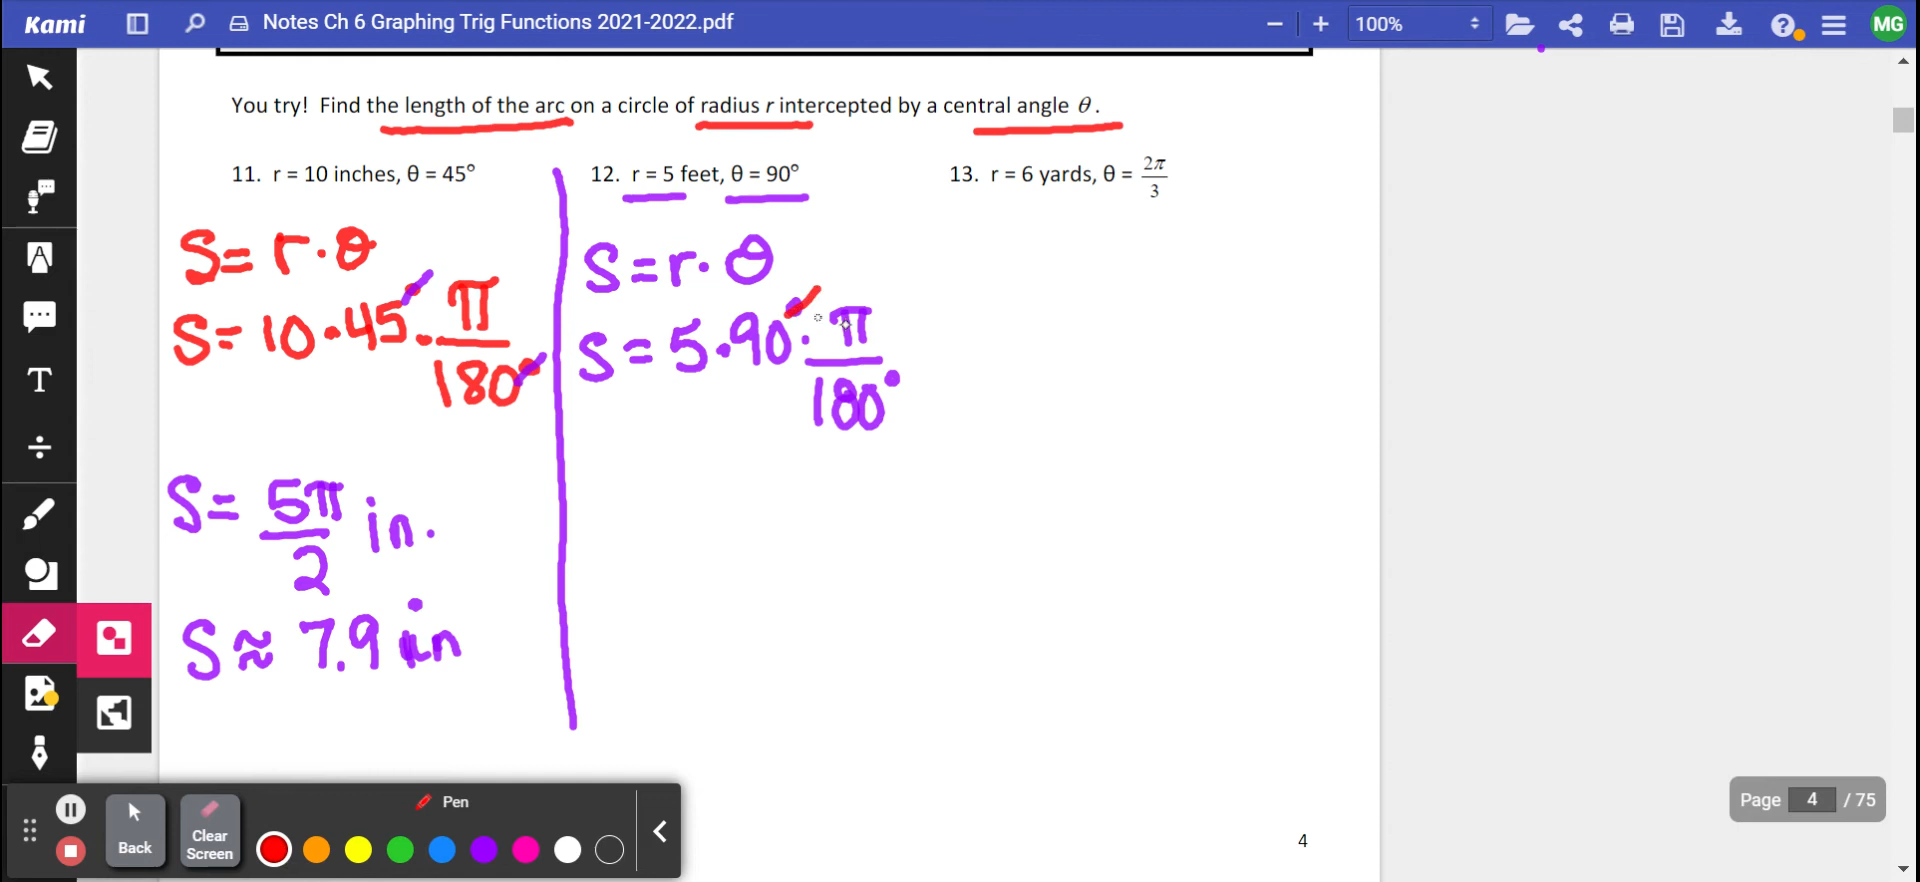 Kami
Notes Ch 6 Graphing Trig Functions 2021-2022.pdf
100%
MG
You try! Find the length of the arc on a circle of radius r intercepted by a central angle θ.
11. r = 10 inches, θ = 45°
12. r = 5 feet, θ = 90°
13. r = 6 yards, θ = 2π/3
S = r · θ
S = 10 · 45° · π/180°
S = 5π/2 in.
S ≈ 7.9 in
S = r · θ
S = 5 · 90° · π/180°
4
Page 4 / 75
Back
Clear Screen
Pen